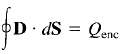 ∮D · dS = Q_enc